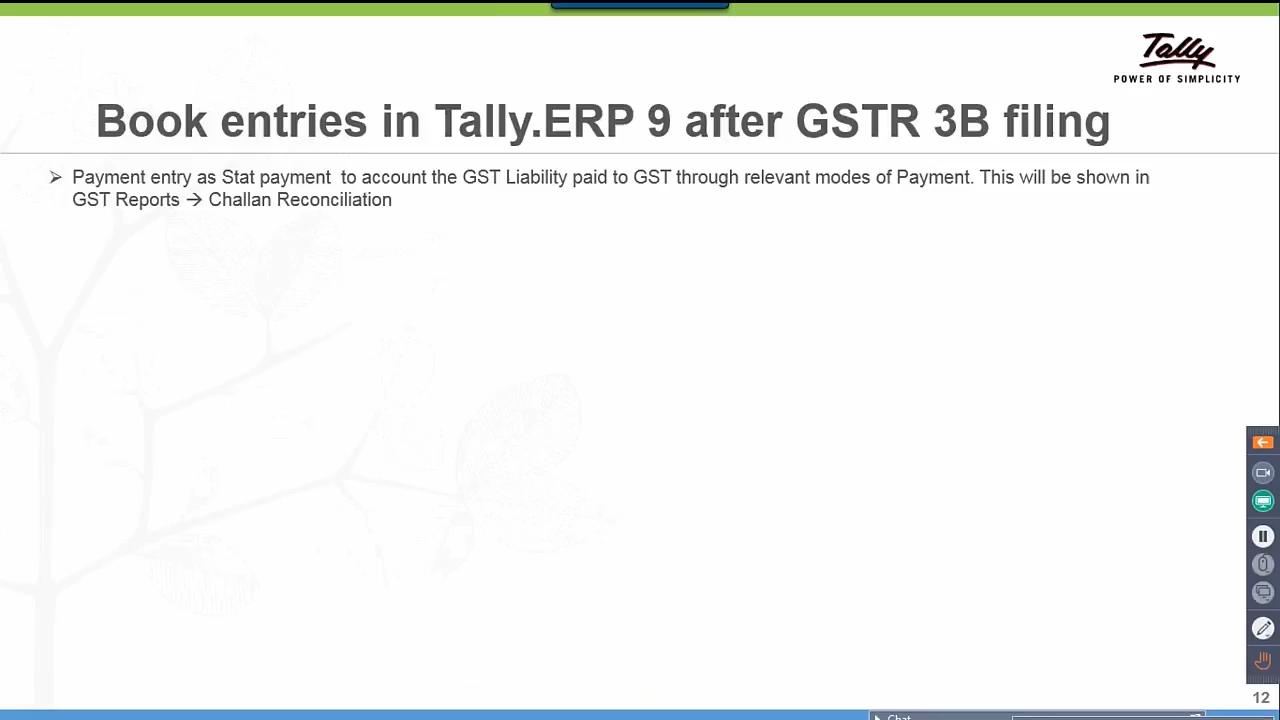 Tally
POWER OF SIMPLICITY
Book entries in Tally.ERP 9 after GSTR 3B filing
➢ Payment entry as Stat payment to account the GST Liability paid to GST through relevant modes of Payment. This will be shown in
GST Reports → Challan Reconciliation
12
Chat